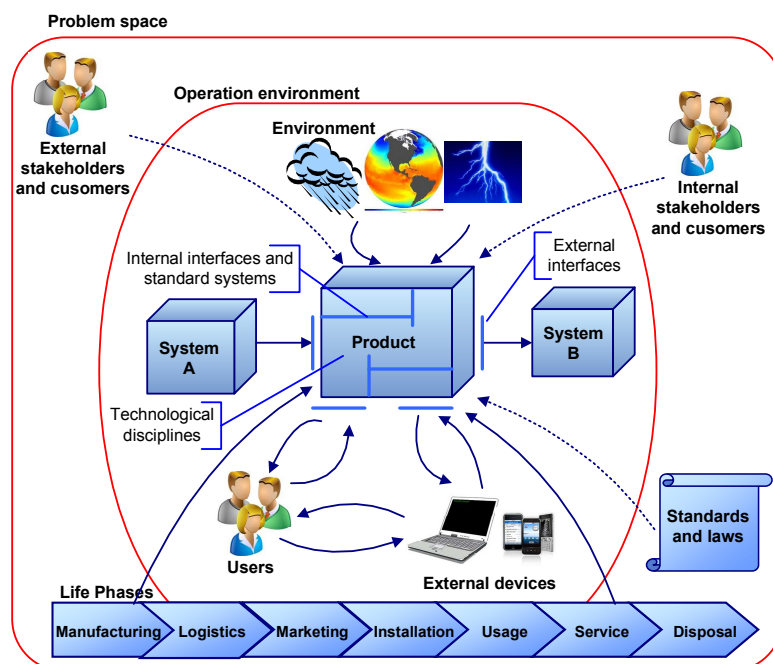 Problem space
External
stakeholders
and cusomers
Operation environment
Environment
Internal
stakeholders
and cusomers
Internal interfaces and
standard systems
External
interfaces
System
A
Product
System
B
Technological
disciplines
Users
External devices
Standards
and laws
Life Phases
Manufacturing
Logistics
Marketing
Installation
Usage
Service
Disposal